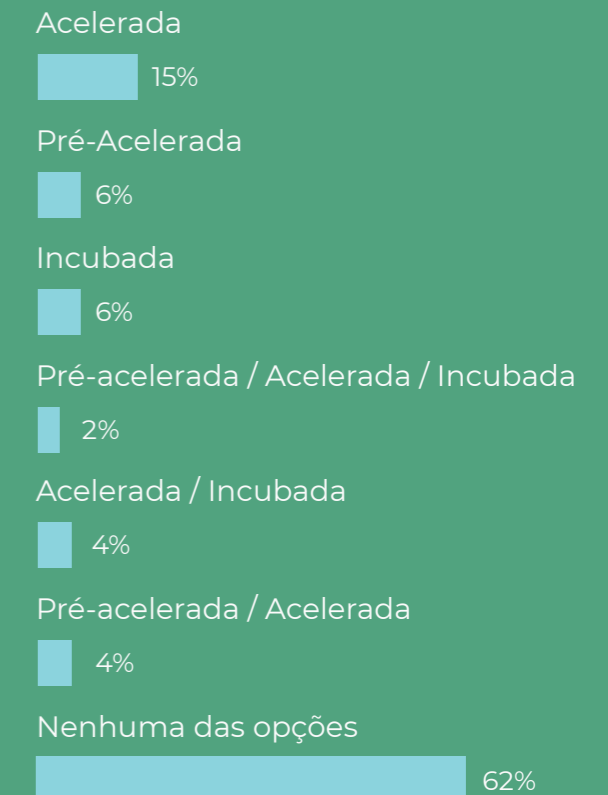 Acelerada
15%
Pré-Acelerada
6%
Incubada
6%
Pré-acelerada / Acelerada / Incubada
2%
Acelerada / Incubada
4%
Pré-acelerada / Acelerada
4%
Nenhuma das opções
62%